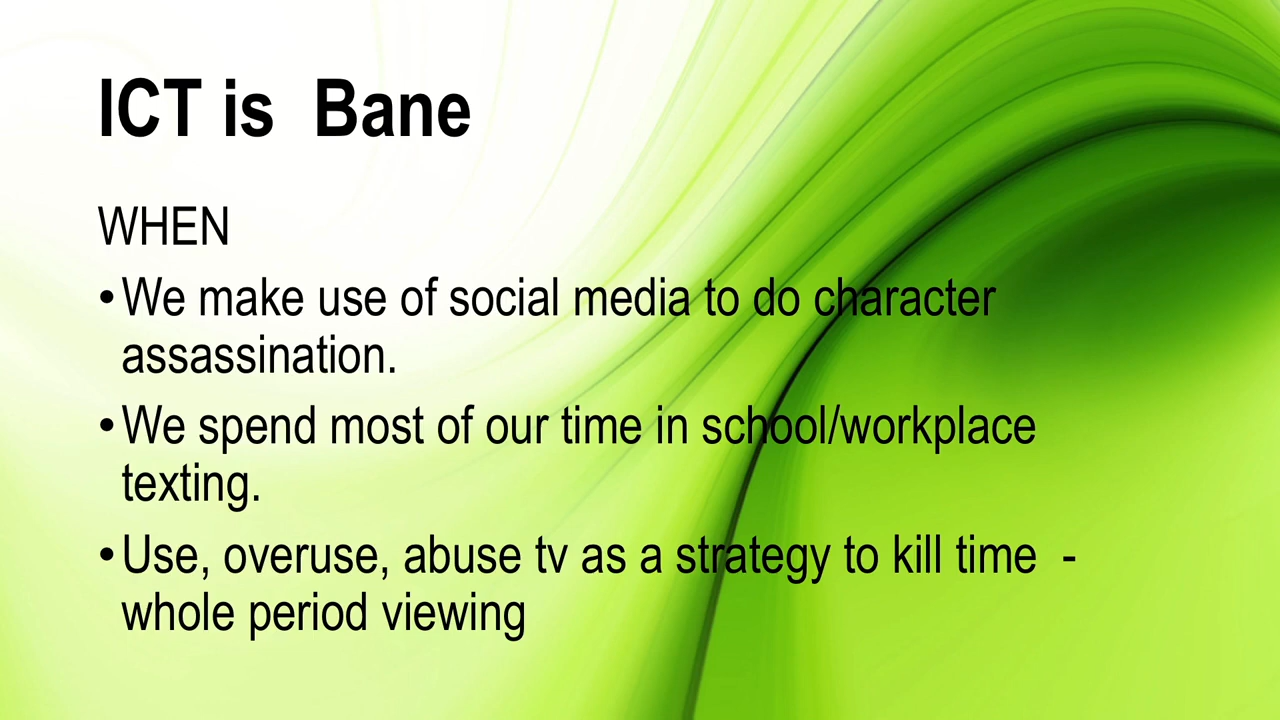 ICT is  Bane
WHEN
•We make use of social media to do character
assassination.
•We spend most of our time in school/workplace
texting.
•Use, overuse, abuse tv as a strategy to kill time  -
whole period viewing